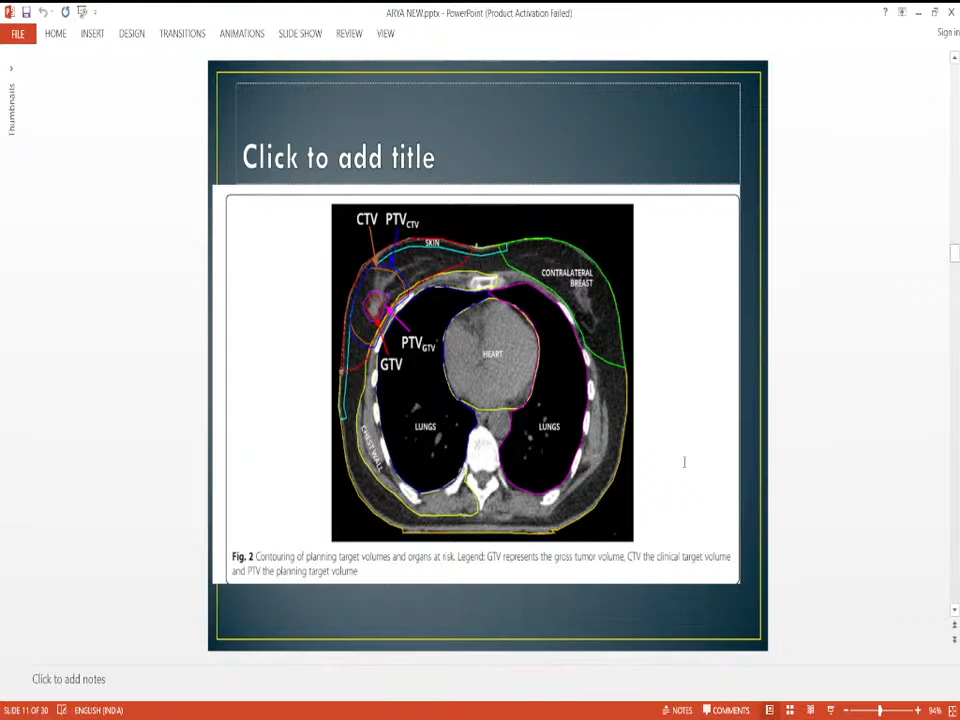 ARYA NEW.pptx - PowerPoint (Product Activation Failed)
FILE HOME INSERT DESIGN TRANSITIONS ANIMATIONS SLIDE SHOW REVIEW VIEW
Sign in
Thumbnails
Click to add title
CTV PTVCTV
SKIN
CONTRALATERAL
BREAST
PTVGTV
HEART
GTV
LUNGS LUNGS
CHEST WALL
Fig. 2 Contouring of planning target volumes and organs at risk. Legend: GTV represents the gross tumor volume, CTV the clinical target volume
and PTV the planning target volume
Click to add notes
SLIDE 11 OF 30 ENGLISH (INDIA) NOTES COMMENTS 94%